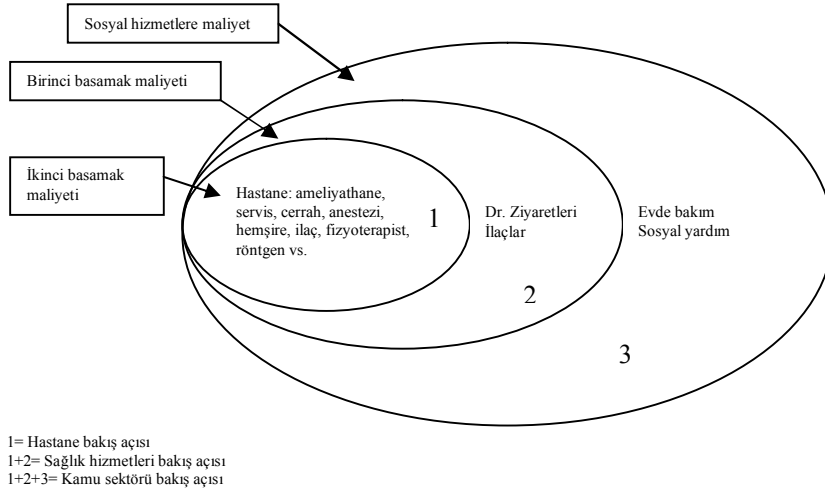 Sosyal hizmetlere maliyet
Birinci basamak maliyeti
İkinci basamak
maliyeti
Hastane: ameliyathane,
servis, cerrah, anestezi,
hemşire, ilaç, fizyoterapist,
röntgen vs.
1
Dr. Ziyaretleri
İlaçlar
2
Evde bakım
Sosyal yardım
3
1= Hastane bakış açısı
1+2= Sağlık hizmetleri bakış açısı
1+2+3= Kamu sektörü bakış açısı